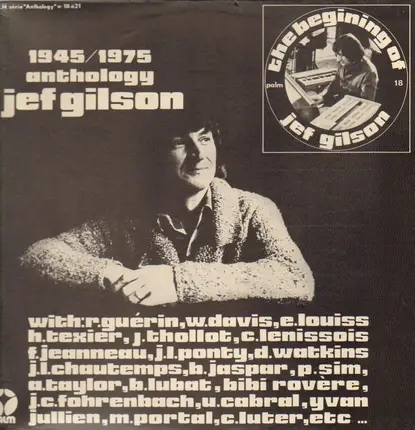 série "Anthology" n° 18 à 21
1945/1975
anthology
jef gilson
the begining of
palm
18
jef gilson
with:r.guérin,w.davis,e.louiss
h.texier, j.thollot,c.lenissois
f.jeanneau,j.l.ponty,d.watkins
j.l.chautemps,b.jaspar,p.sim,
a.taylor,b.lubat,bibi rovère,
j.c.fohrenbach,u.cabral,yvan
jullien,m.portal,c.luter,etc ...